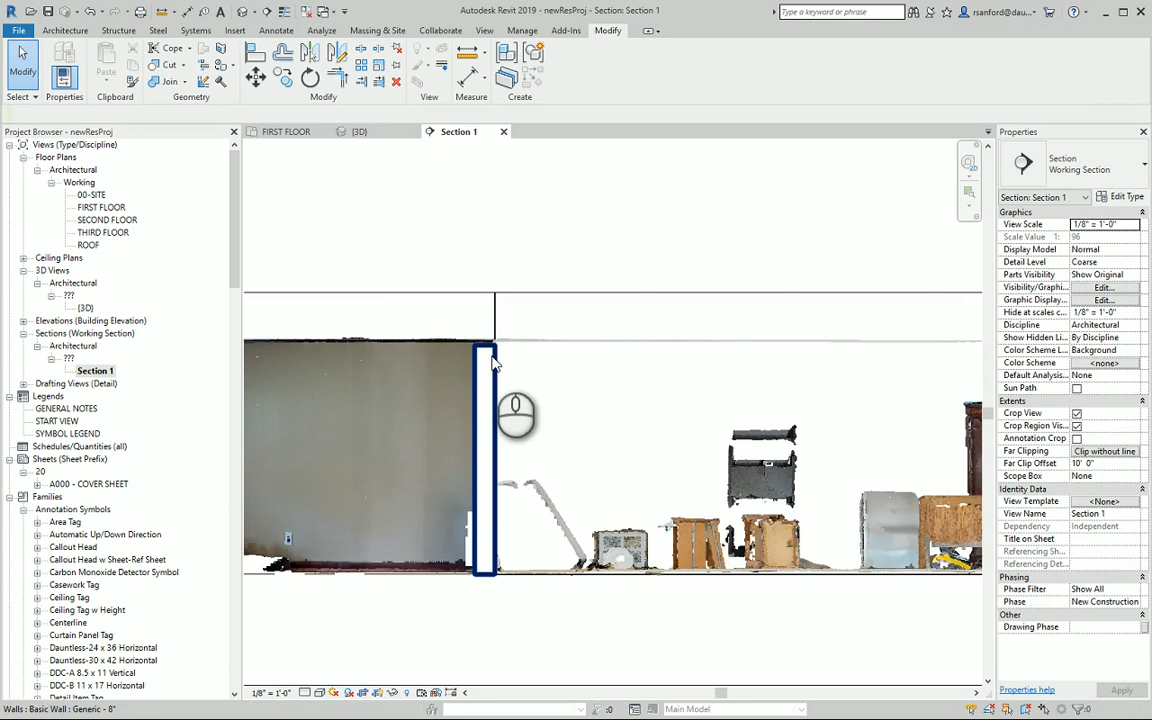 Autodesk Revit 2019 - newResProj - Section: Section 1
Type a keyword or phrase
rsanford@dau...
File Architecture Structure Steel Systems Insert Annotate Analyze Massing & Site Collaborate View Manage Add-Ins Modify
Modify
Properties
Paste
Cope
Cut
Join
Select
Properties
Clipboard
Geometry
Modify
View
Measure
Create
Project Browser - newResProj
FIRST FLOOR
{3D}
Section 1
Properties
Views (Type/Discipline)
Floor Plans
Architectural
Working
00-SITE
FIRST FLOOR
SECOND FLOOR
THIRD FLOOR
ROOF
Ceiling Plans
3D Views
Architectural
???
{3D}
Elevations (Building Elevation)
Sections (Working Section)
Architectural
???
Section 1
Drafting Views (Detail)
Legends
GENERAL NOTES
START VIEW
SYMBOL LEGEND
Schedules/Quantities (all)
Sheets (Sheet Prefix)
20
A000 - COVER SHEET
Families
Annotation Symbols
Area Tag
Automatic Up/Down Direction
Callout Head
Callout Head w Sheet-Ref Sheet
Carbon Monoxide Detector Symbol
Casework Tag
Ceiling Tag
Ceiling Tag w Height
Centerline
Curtain Panel Tag
Dauntless-24 x 36 Horizontal
Dauntless-30 x 42 Horizontal
DDC-A 8.5 x 11 Vertical
DDC-B 11 x 17 Horizontal
Detail Item Tag
Section
Working Section
Section: Section 1
Edit Type
Graphics
View Scale 1/8" = 1'-0"
Scale Value 1: 96
Display Model Normal
Detail Level Coarse
Parts Visibility Show Original
Visibility/Graphi... Edit...
Graphic Display... Edit...
Hide at scales c... 1/8" = 1'-0"
Discipline Architectural
Show Hidden Li... By Discipline
Color Scheme L... Background
Color Scheme <none>
Default Analysis... None
Sun Path
Extents
Crop View
Crop Region Vis...
Annotation Crop
Far Clipping Clip without line
Far Clip Offset 10' 0"
Scope Box None
Identity Data
View Template <None>
View Name Section 1
Dependency Independent
Title on Sheet
Referencing Sh...
Referencing De...
Phasing
Phase Filter Show All
Phase New Construction
Other
Drawing Phase
Properties help
Apply
1/8" = 1'-0"
Walls : Basic Wall : Generic - 8"
:0
Main Model
:0